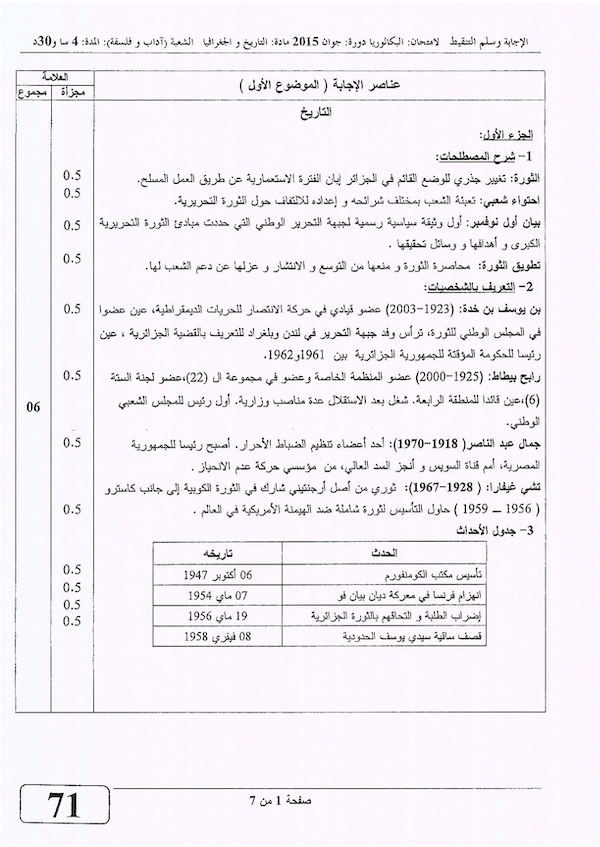 الإجابة وسلم التنقيط لامتحان: البكالوريا دورة: جوان 2015 مادة: التاريخ و الجغرافيا الشعبة (آداب و فلسفة): المدة: 4 سا و30د
عناصر الإجابة ( الموضوع الأول )
العلامة
مجزأة
مجموع
التاريخ
الجزء الأول:
1- شرح المصطلحات:
الثورة: تغيير جذري للوضع القائم في الجزائر إبان الفترة الاستعمارية عن طريق العمل المسلح.
0.5
احتواء شعبي: تعبئة الشعب بمختلف شرائحه و إعداده للالتفاف حول الثورة التحريرية.
0.5
بيان أول نوفمبر: أول وثيقة سياسية رسمية لجبهة التحرير الوطني التي حددت مبادئ الثورة التحريرية
0.5
الكبرى و أهدافها و وسائل تحقيقها .
تطويق الثورة: محاصرة الثورة و منعها من التوسع و الانتشار و عزلها عن دعم الشعب لها.
0.5
2- التعريف بالشخصيات:
بن يوسف بن خدة: (1923-2003) عضو قيادي في حركة الانتصار للحريات الديمقراطية، عين عضوا
0.5
في المجلس الوطني للثورة، ترأس وفد جبهة التحرير في لندن وبلغراد للتعريف بالقضية الجزائرية ، عين
رئيسا للحكومة المؤقتة للجمهورية الجزائرية بين 1961و1962.
رابح بيطاط: (1925-2000) عضو المنظمة الخاصة وعضو في مجموعة ال (22)،عضو لجنة الستة
0.5
(6)،عين قائدا للمنطقة الرابعة. شغل بعد الاستقلال عدة مناصب وزارية. أول رئيس للمجلس الشعبي
06
الوطني.
جمال عبد الناصر( 1918-1970): أحد أعضاء تنظيم الضباط الأحرار. أصبح رئيسا للجمهورية
0.5
المصرية، أمم قناة السويس و أنجز السد العالي، من مؤسسي حركة عدم الانحياز .
تشي غيفارا: ( 1928-1967): ثوري من أصل أرجنتيني شارك في الثورة الكوبية إلى جانب كاسترو
( 1956 – 1959 ) حاول التأسيس لثورة شاملة ضد الهيمنة الأمريكية في العالم .
0.5
3- جدول الأحداث
الحدث تاريخه
تأسيس مكتب الكومنفورم 06 أكتوبر 1947
0.5
انهزام فرنسا في معركة ديان بيان فو 07 ماي 1954
0.5
إضراب الطلبة و التحاقهم بالثورة الجزائرية 19 ماي 1956
0.5
قصف ساقية سيدي يوسف الحدودية 08 فيفري 1958
0.5
صفحة 1 من 7
71